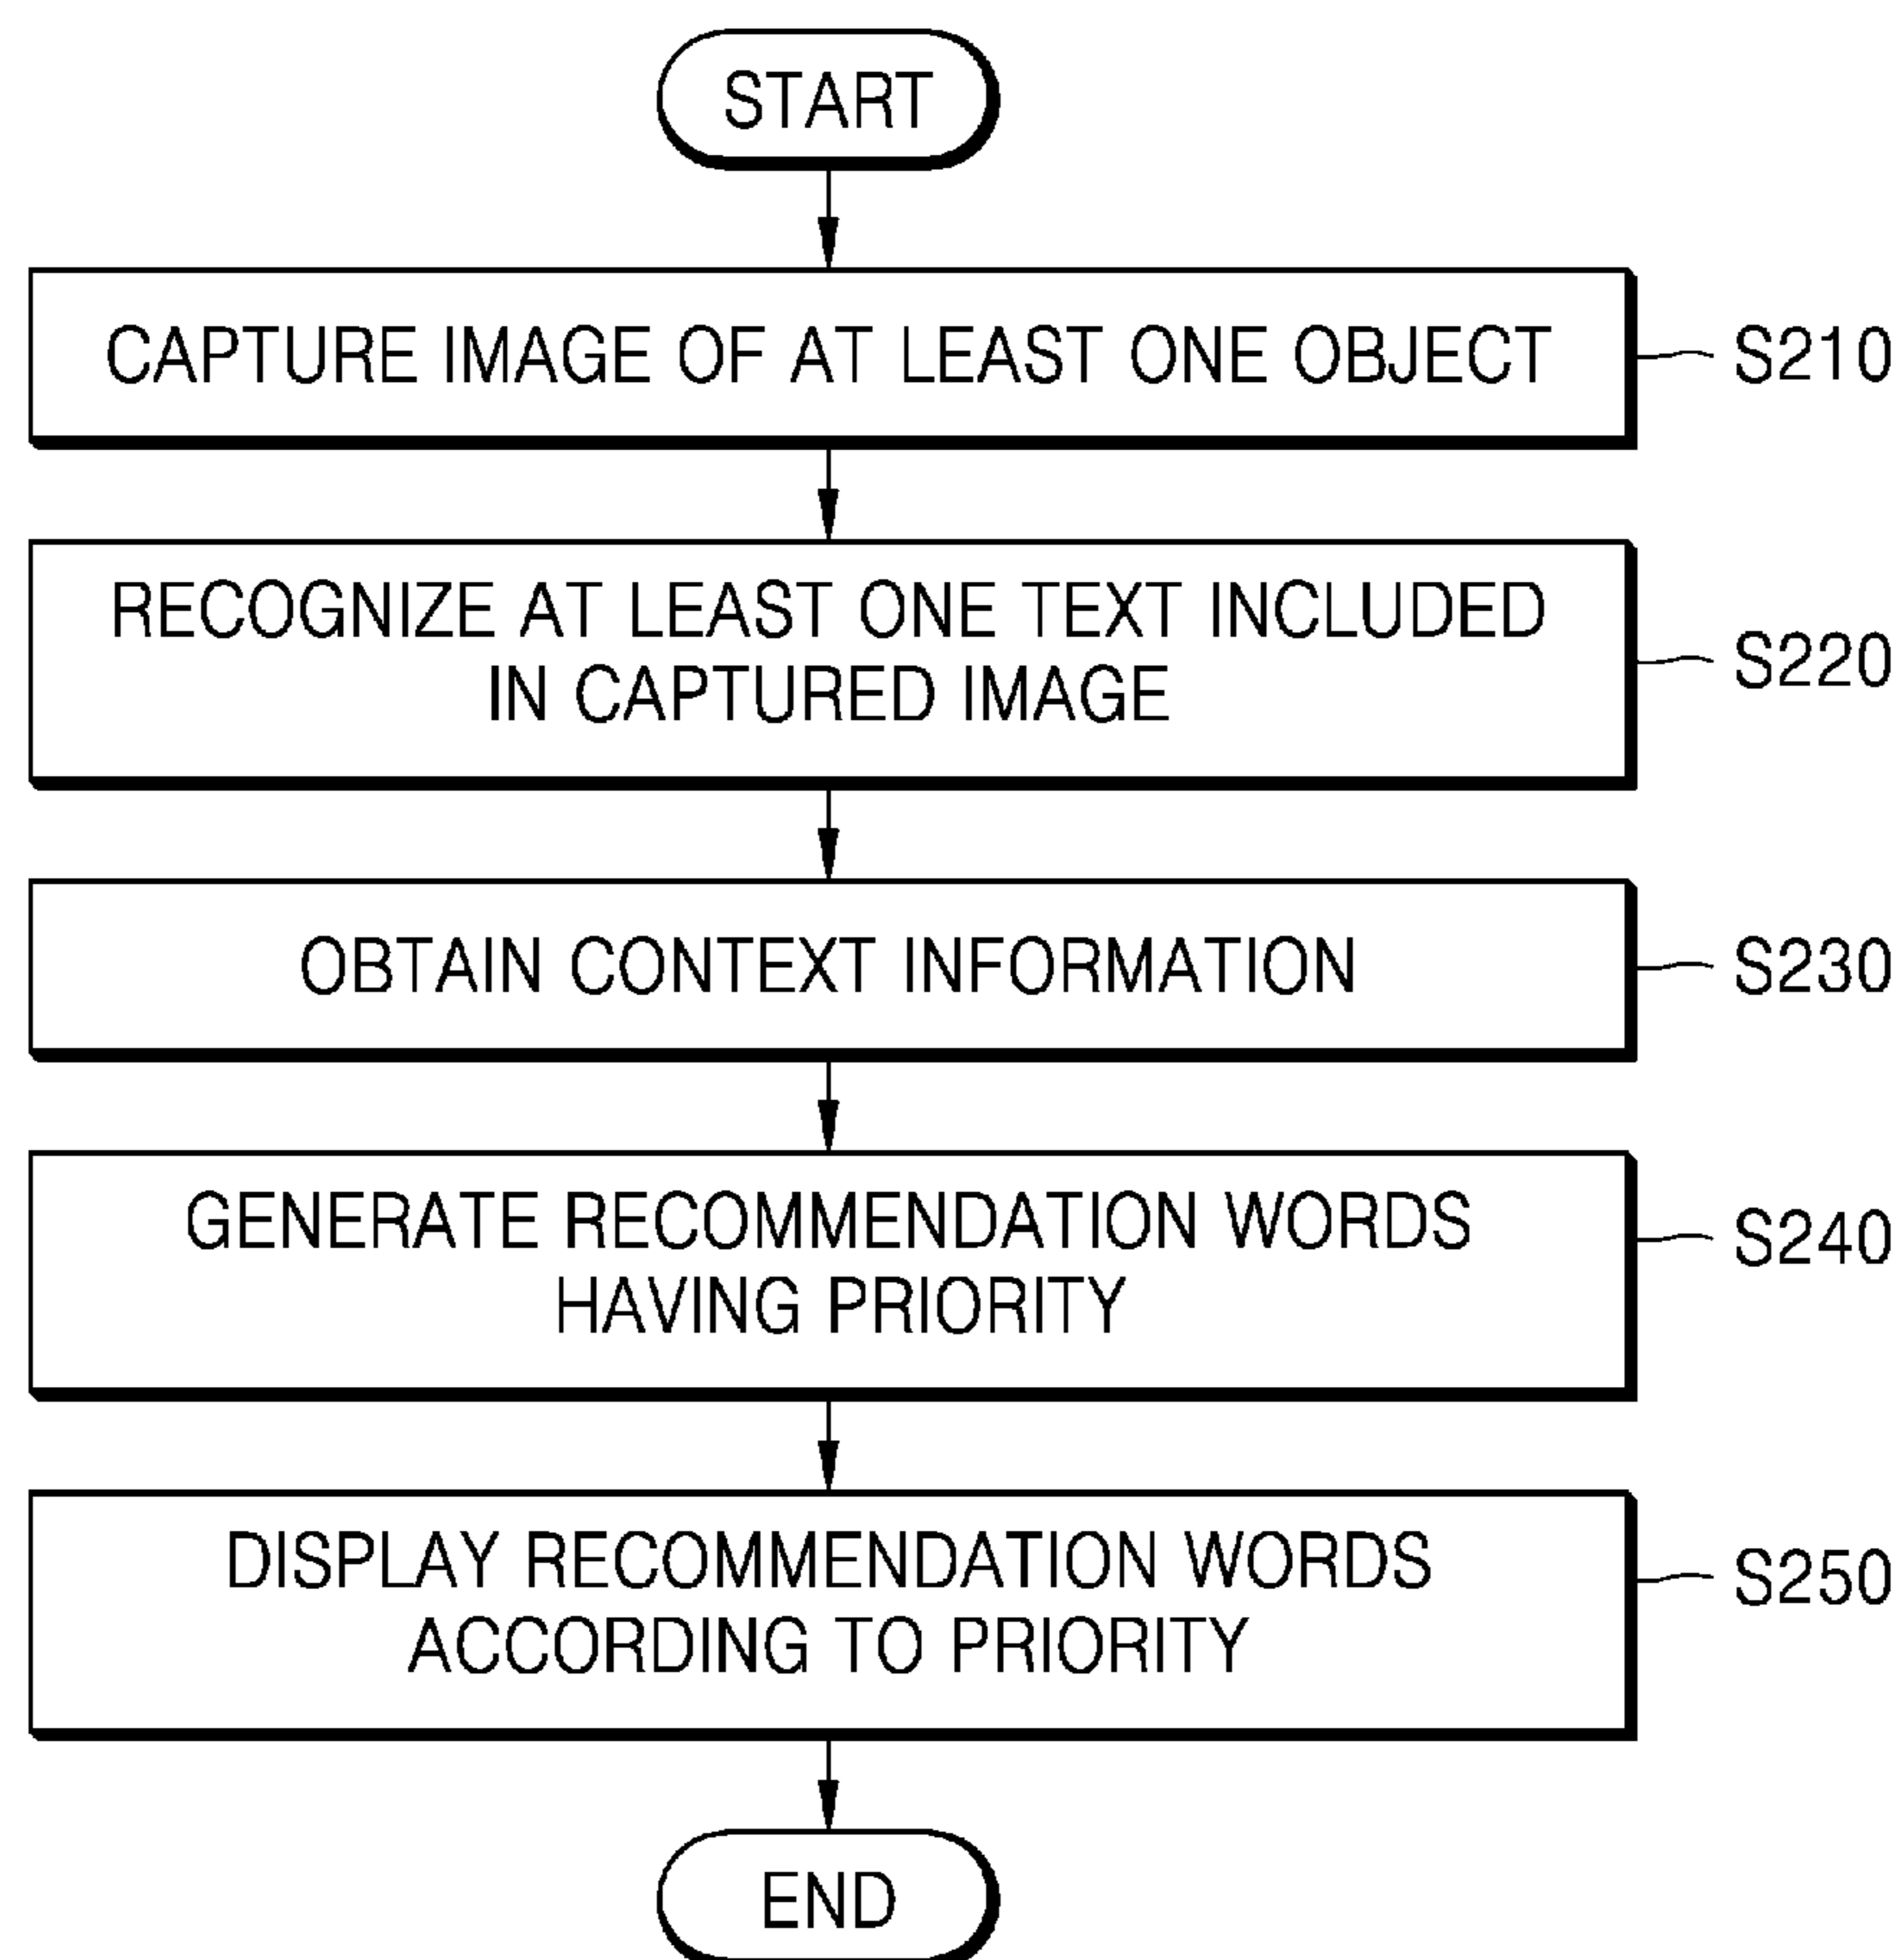 START
CAPTURE IMAGE OF AT LEAST ONE OBJECT
S210
RECOGNIZE AT LEAST ONE TEXT INCLUDED
IN CAPTURED IMAGE
S220
OBTAIN CONTEXT INFORMATION
S230
GENERATE RECOMMENDATION WORDS
HAVING PRIORITY
S240
DISPLAY RECOMMENDATION WORDS
ACCORDING TO PRIORITY
S250
END